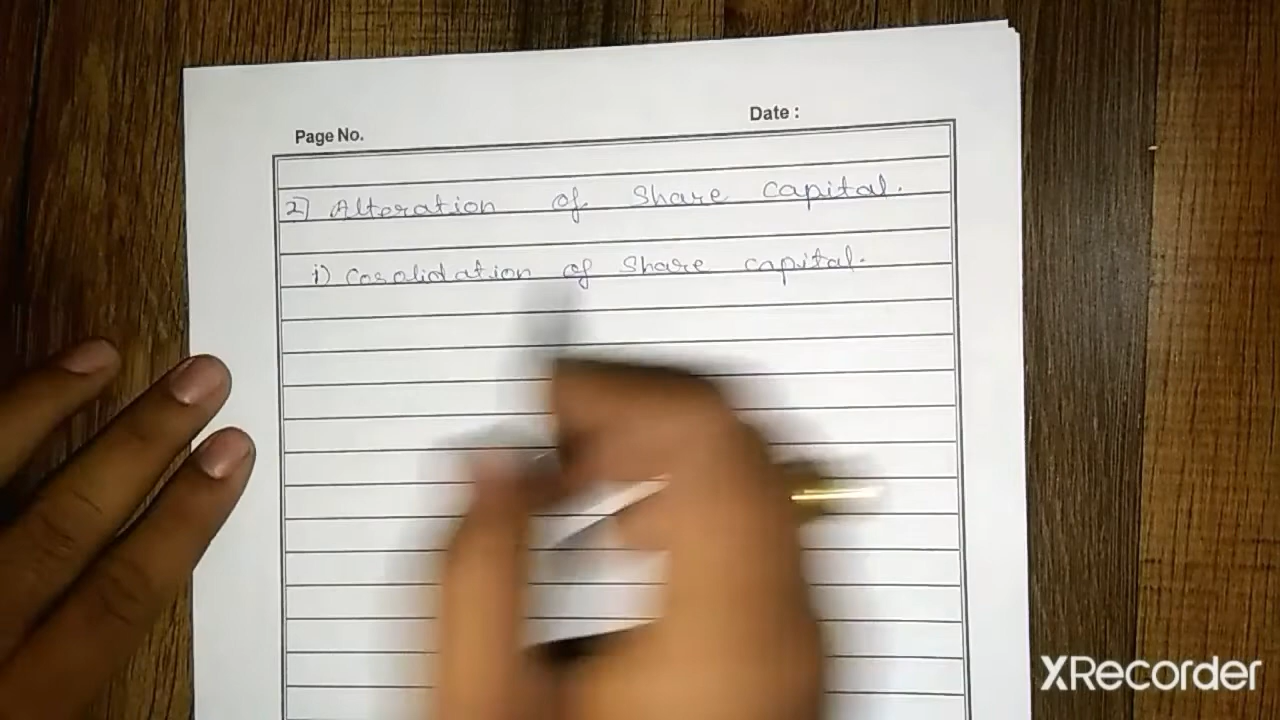 Page No.
Date :
2] Alteration of Share capital.
i) Cosolidation of Share capital.
XRecorder